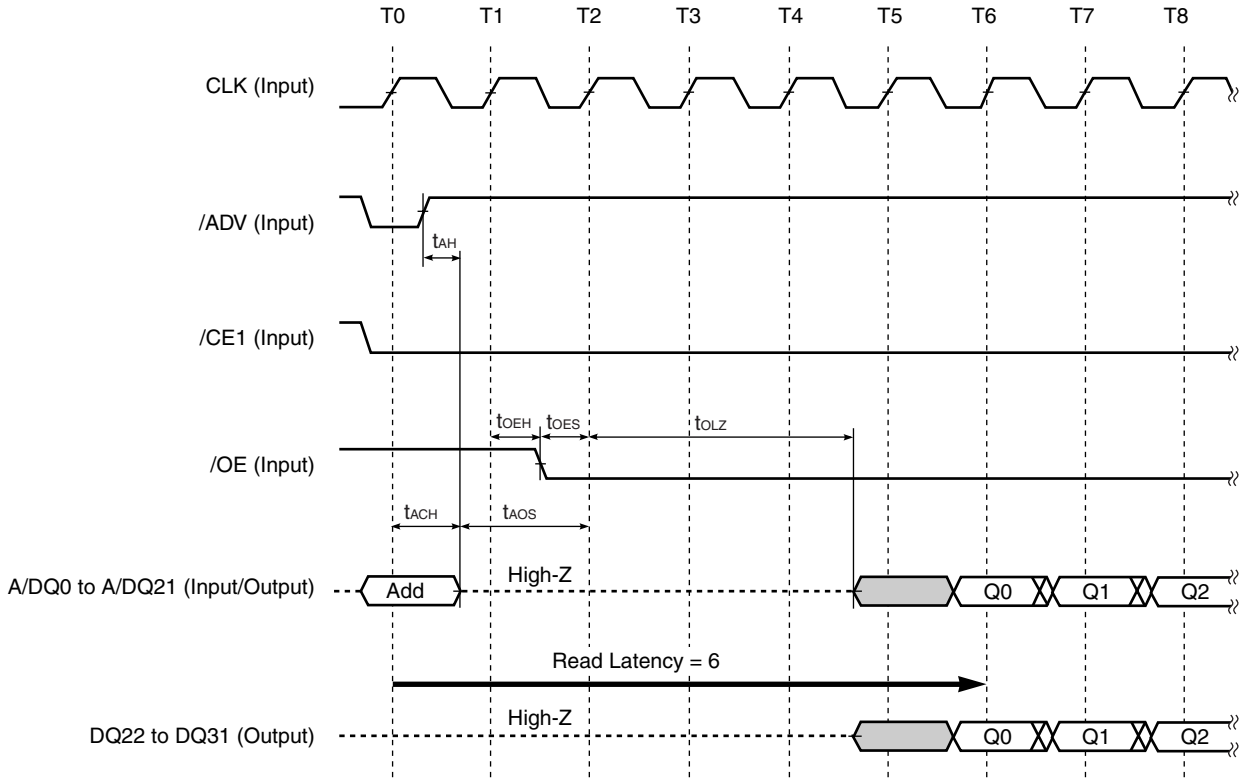 T0 T1 T2 T3 T4 T5 T6 T7 T8
CLK (Input)
/ADV (Input)
tAH
/CE1 (Input)
tOEH tOES tOLZ
/OE (Input)
tACH tAOS
A/DQ0 to A/DQ21 (Input/Output) Add High-Z Q0 Q1 Q2
Read Latency = 6
DQ22 to DQ31 (Output) High-Z Q0 Q1 Q2